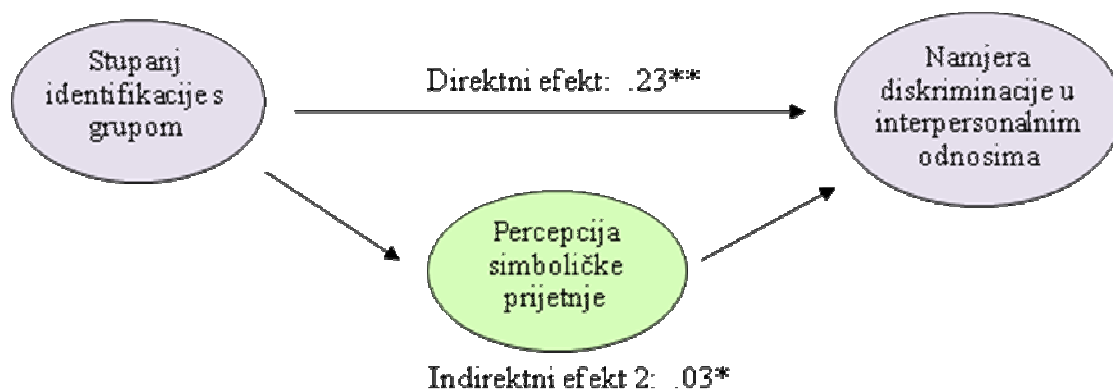 Stupanj
identifikacije s
grupom
Direktni efekt: .23**
Namjera
diskriminacije u
interpersonalnim
odnosima
Percepcija
simboličke
prijetnje
Indirektni efekt 2: .03*